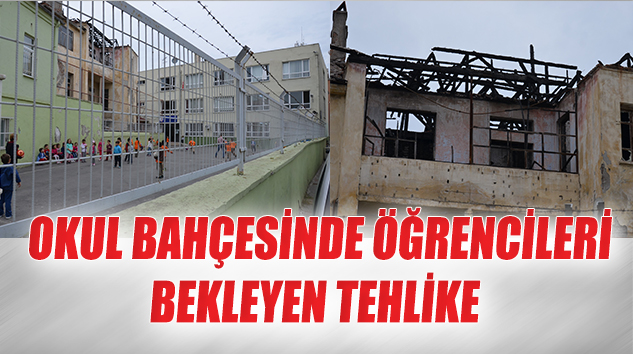 OKUL BAHÇESİNDE ÖĞRENCİLERİ
BEKLEYEN TEHLİKE